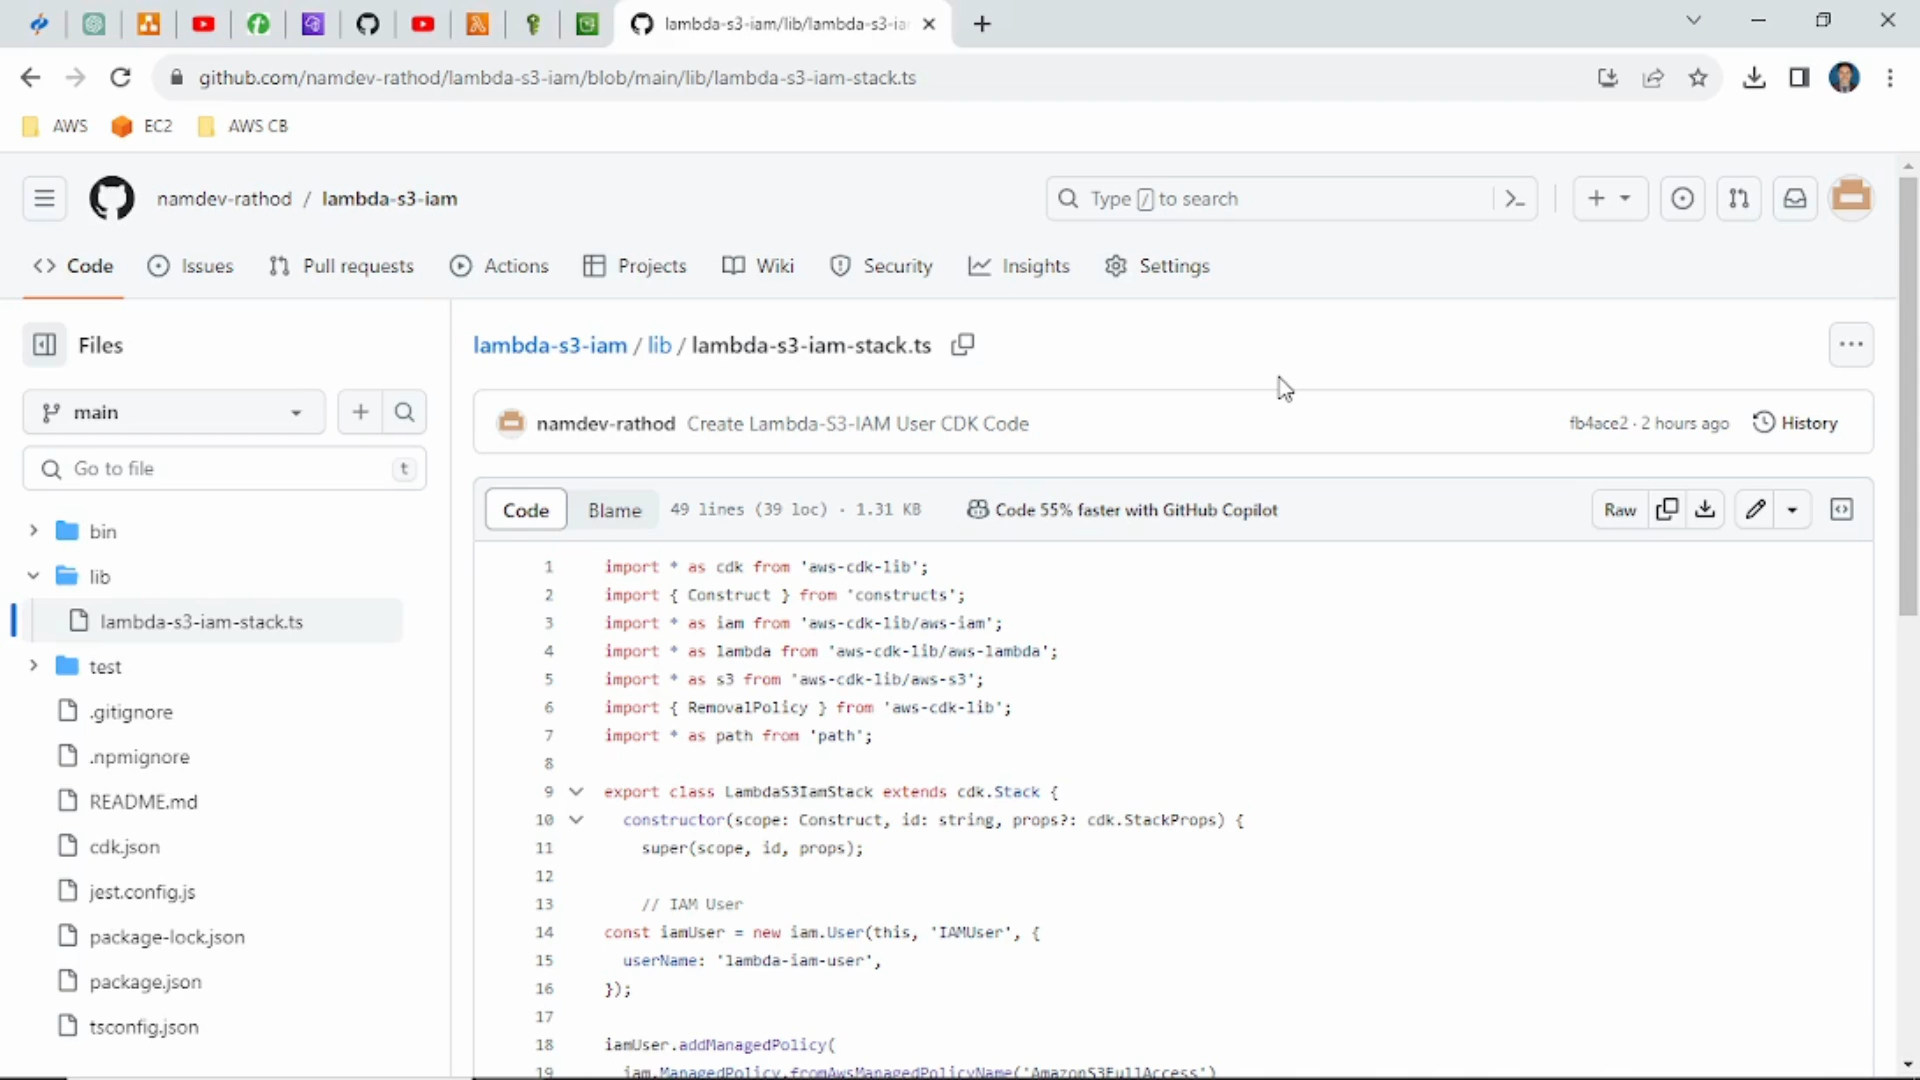 lambda-s3-iam/lib/lambda-s3-iar
github.com/namdev-rathod/lambda-s3-iam/blob/main/lib/lambda-s3-iam-stack.ts
AWS
EC2
AWS CB
namdev-rathod / lambda-s3-iam
Type / to search
Code
Issues
Pull requests
Actions
Projects
Wiki
Security
Insights
Settings
Files
lambda-s3-iam / lib / lambda-s3-iam-stack.ts
main
namdev-rathod Create Lambda-S3-IAM User CDK Code
fb4ace2 · 2 hours ago
History
Go to file
t
Code
Blame
49 lines (39 loc) · 1.31 KB
Code 55% faster with GitHub Copilot
Raw
bin
lib
lambda-s3-iam-stack.ts
test
.gitignore
.npmignore
README.md
cdk.json
jest.config.js
package-lock.json
package.json
tsconfig.json
1 import * as cdk from 'aws-cdk-lib';
2 import { Construct } from 'constructs';
3 import * as iam from 'aws-cdk-lib/aws-iam';
4 import * as lambda from 'aws-cdk-lib/aws-lambda';
5 import * as s3 from 'aws-cdk-lib/aws-s3';
6 import { RemovalPolicy } from 'aws-cdk-lib';
7 import * as path from 'path';
8
9 export class LambdaS3IamStack extends cdk.Stack {
10 constructor(scope: Construct, id: string, props?: cdk.StackProps) {
11 super(scope, id, props);
12
13 // IAM User
14 const iamUser = new iam.User(this, 'IAMUser', {
15 userName: 'lambda-iam-user',
16 });
17
18 iamUser.addManagedPolicy(
19 iam.ManagedPolicy.fromAwsManagedPolicyName('AmazonS3FullAccess')